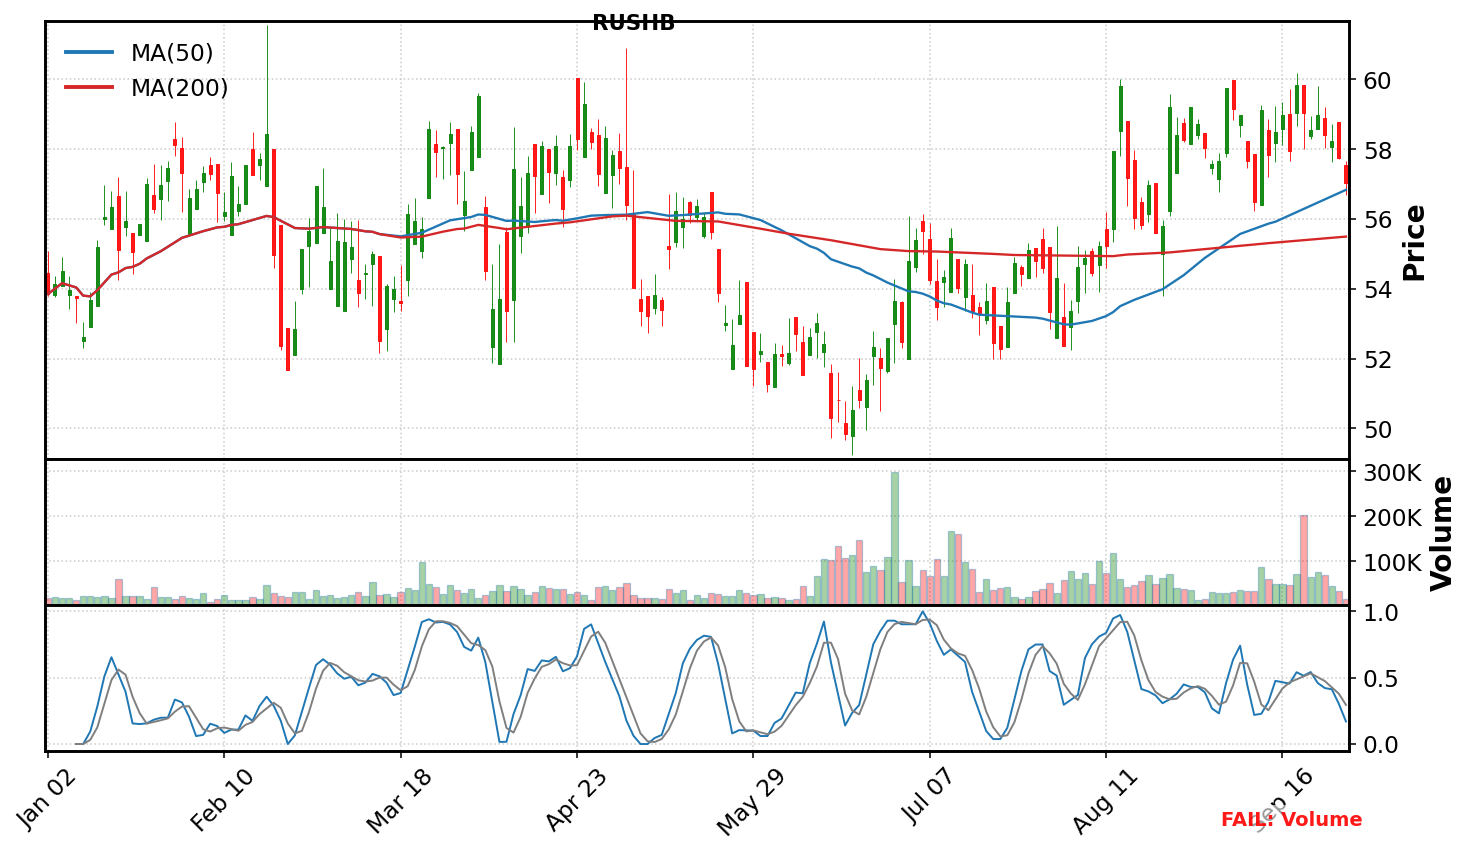 RUSHB
MA(50)
MA(200)
60
58
56
54
52
50
Price
300K
200K
100K
Volume
1.0
0.5
0.0
Jan 02
Feb 10
Mar 18
Apr 23
May 29
Jul 07
Aug 11
Sep 16
FAIL: Volume